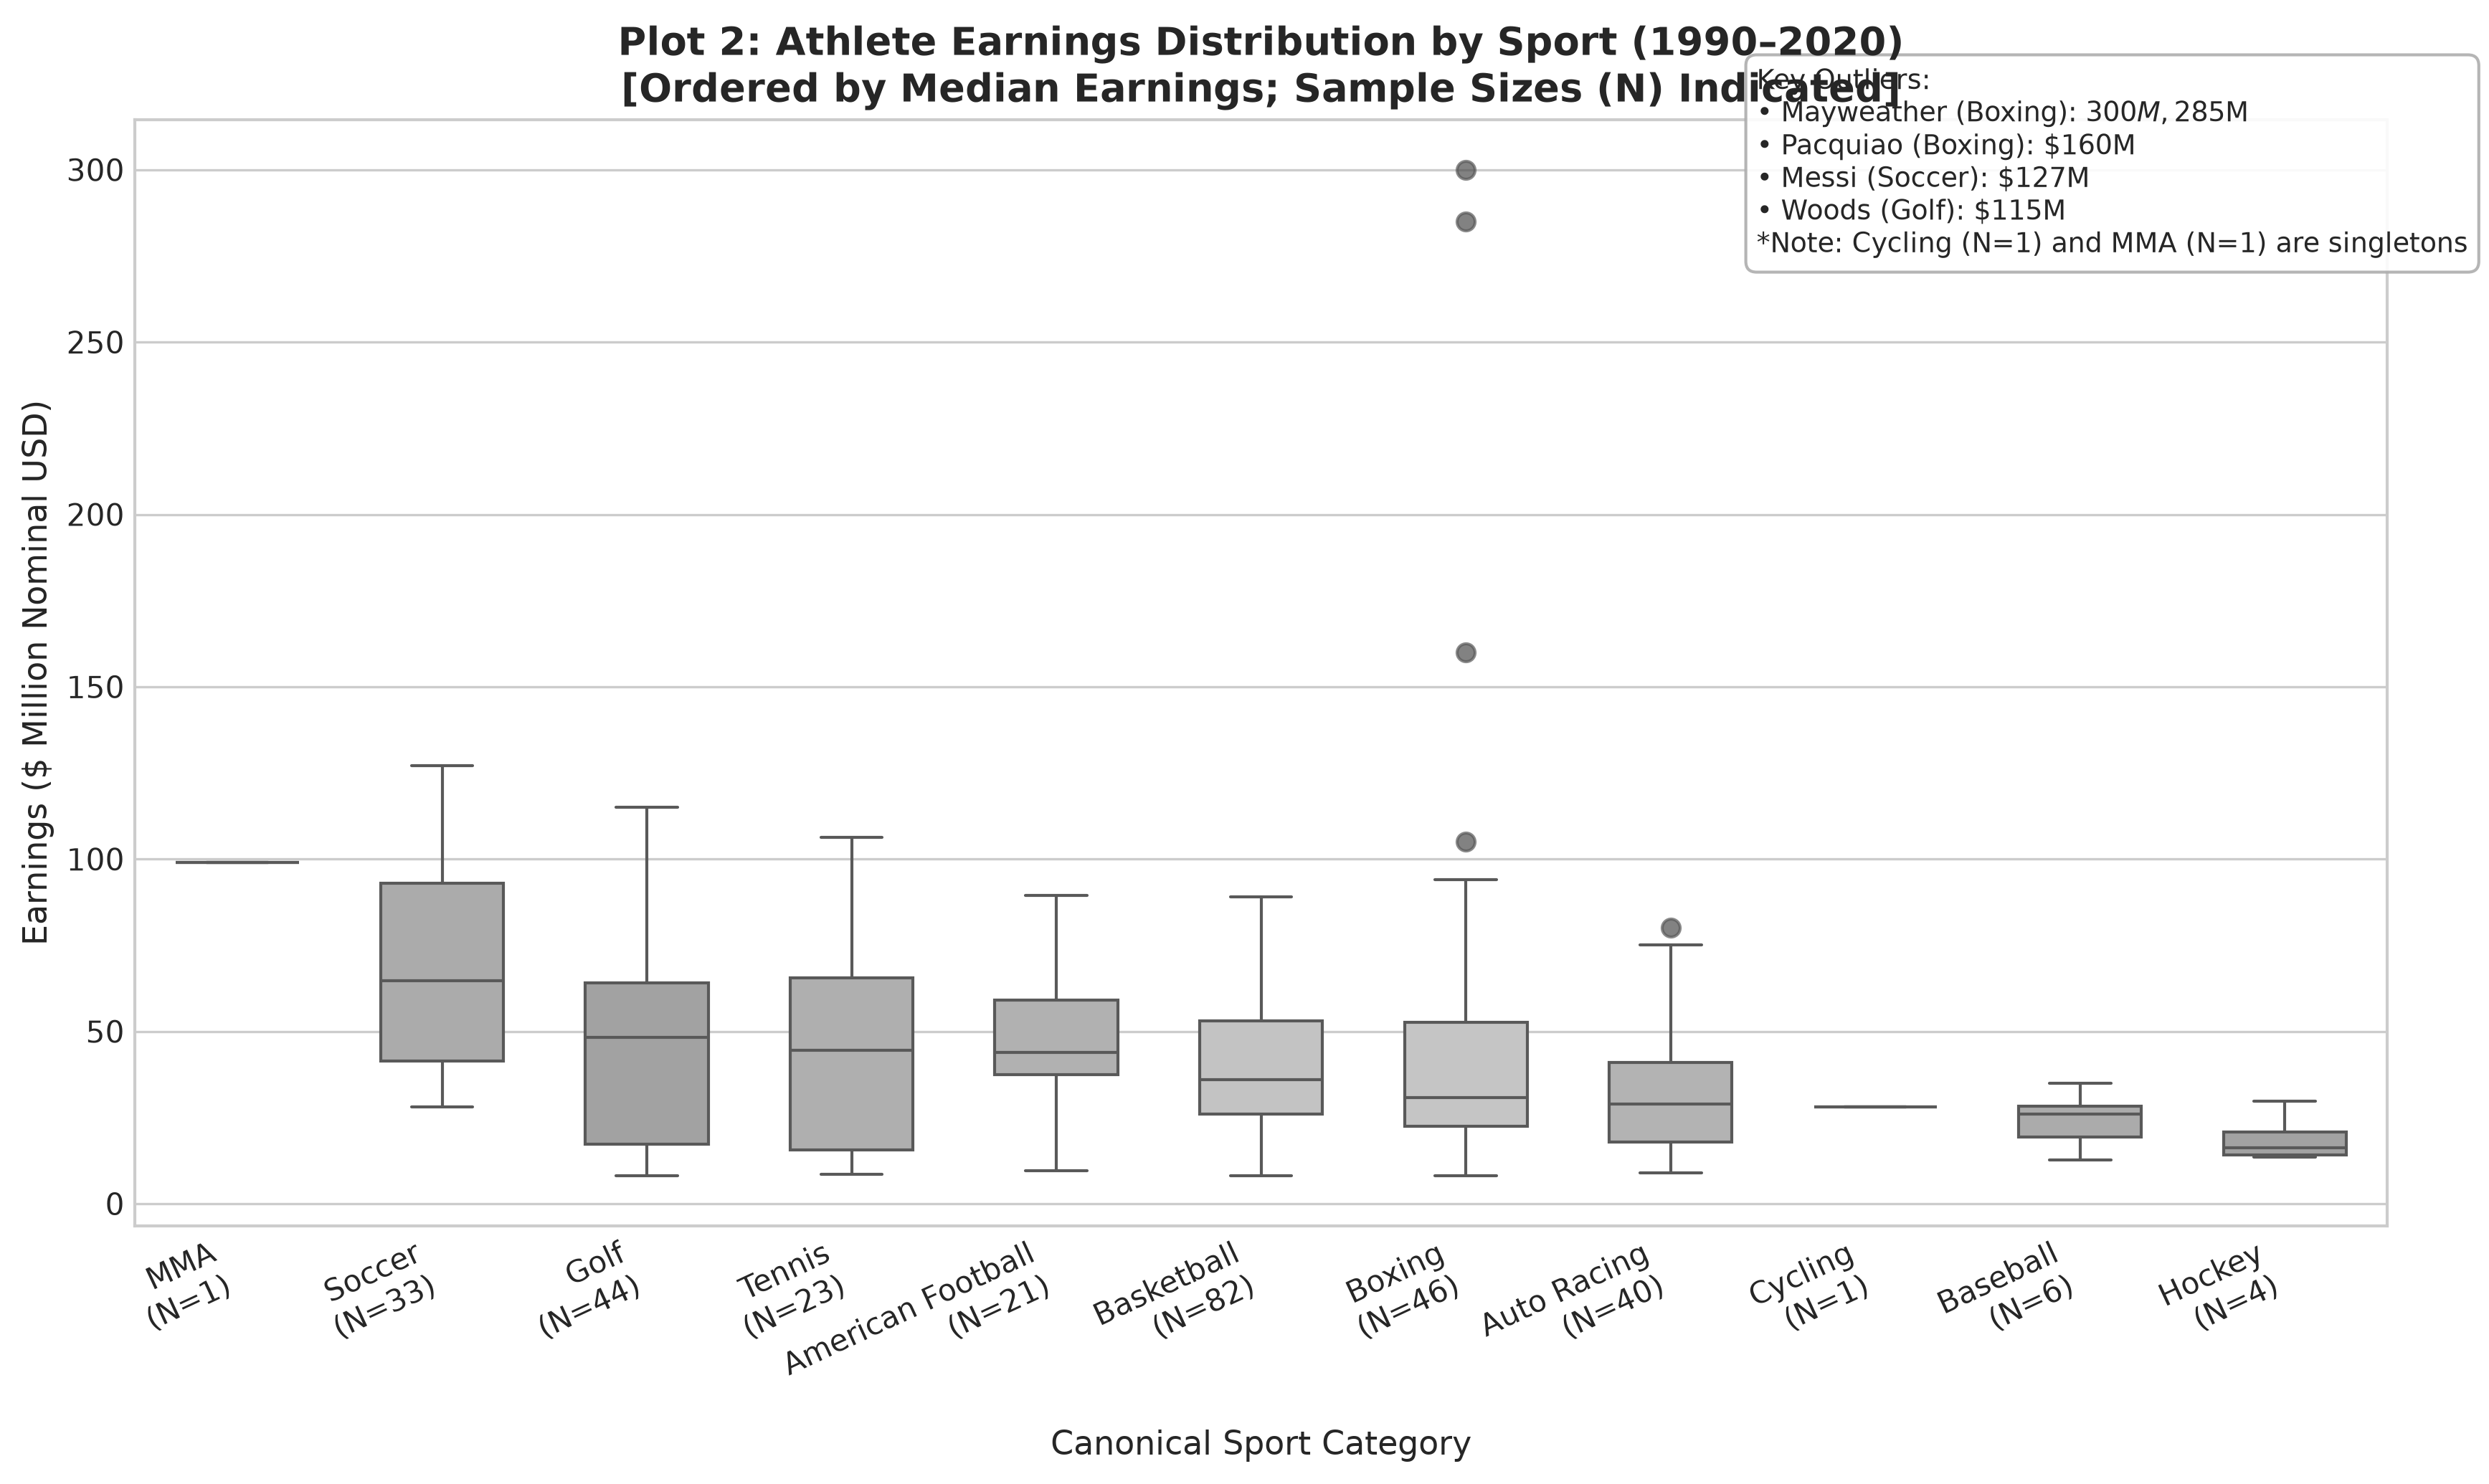 Plot 2: Athlete Earnings Distribution by Sport (1990–2020)
[Ordered by Median Earnings; Sample Sizes (N) Indicated]
Key Outliers:
• Mayweather (Boxing): 300M, 285M
• Pacquiao (Boxing): $160M
• Messi (Soccer): $127M
• Woods (Golf): $115M
*Note: Cycling (N=1) and MMA (N=1) are singletons
Earnings ($ Million Nominal USD)
300
250
200
150
100
50
0
MMA
(N=1)
Soccer
(N=33)
Golf
(N=44)
Tennis
(N=23)
American Football
(N=21)
Basketball
(N=82)
Boxing
(N=46)
Auto Racing
(N=40)
Cycling
(N=1)
Baseball
(N=6)
Hockey
(N=4)
Canonical Sport Category